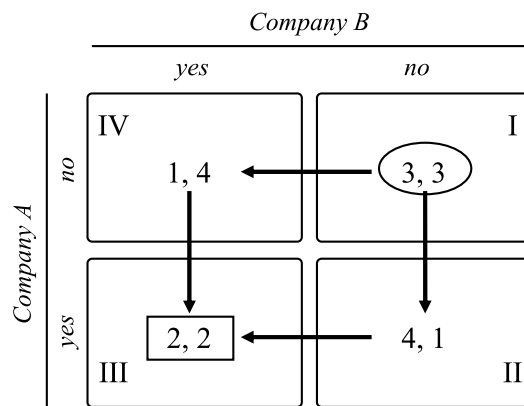 Company B
yes no
Company A
no
IV I
1, 4 3, 3
yes
2, 2 4, 1
III II